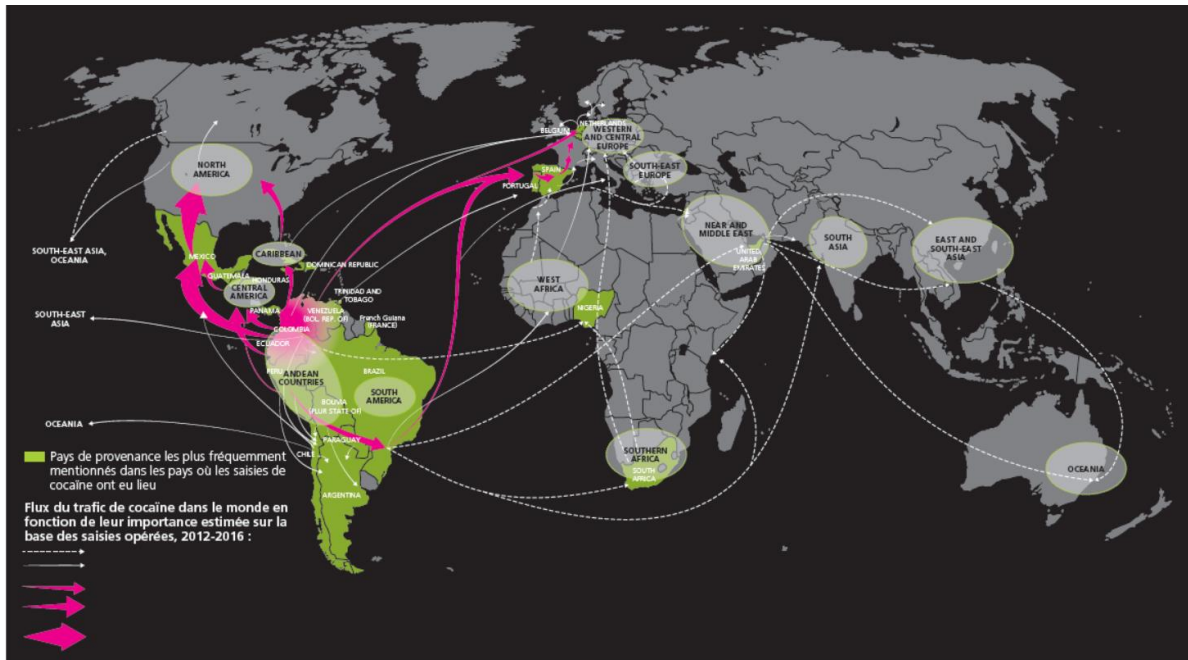 NETHERLANDS
BELGIUM
WESTERN
AND CENTRAL
EUROPE
NORTH
AMERICA
SOUTH-EAST
EUROPE
SPAIN
PORTUGAL
NEAR AND
MIDDLE EAST
SOUTH
ASIA
EAST AND
SOUTH-EAST
ASIA
UNITED
ARAB
EMIRATES
SOUTH-EAST ASIA,
OCEANIA
MEXICO
CARIBBEAN
DOMINICAN REPUBLIC
GUATEMALA
HONDURAS
CENTRAL
AMERICA
WEST
AFRICA
TRINIDAD AND
TOBAGO
PANAMA
VENEZUELA
(BOL. REP. OF)
NIGERIA
SOUTH-EAST
ASIA
French Guiana
(FRANCE)
COLOMBIA
ECUADOR
PERU
BRAZIL
ANDEAN
COUNTRIES
SOUTH
AMERICA
BOLIVIA
(PLUR STATE OF)
OCEANIA
PARAGUAY
CHILE
SOUTHERN
AFRICA
SOUTH
AFRICA
OCEANIA
ARGENTINA
Pays de provenance les plus fréquemment
mentionnés dans les pays où les saisies de
cocaïne ont eu lieu
Flux du trafic de cocaïne dans le monde en
fonction de leur importance estimée sur la
base des saisies opérées, 2012-2016 :